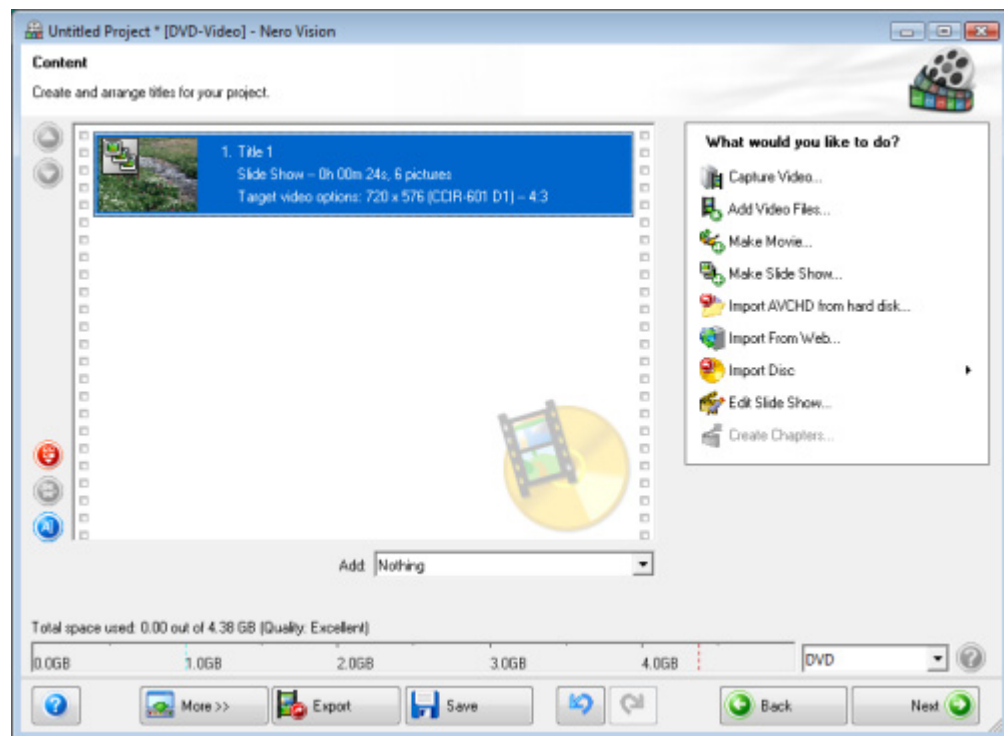 Untitled Project * [DVD-Video] - Nero Vision
Content
Create and arrange titles for your project.
1. Title 1
Slide Show – 0h 00m 24s, 6 pictures
Target video options: 720 x 576 (CCIR-601 D1) – 4:3
What would you like to do?
Capture Video...
Add Video Files...
Make Movie...
Make Slide Show...
Import AVCHD from hard disk...
Import From Web...
Import Disc
Edit Slide Show...
Create Chapters...
Add: Nothing
Total space used: 0.00 out of 4.38 GB (Quality: Excellent)
0.0GB 1.0GB 2.0GB 3.0GB 4.0GB DVD
More >> Export Save Back Next